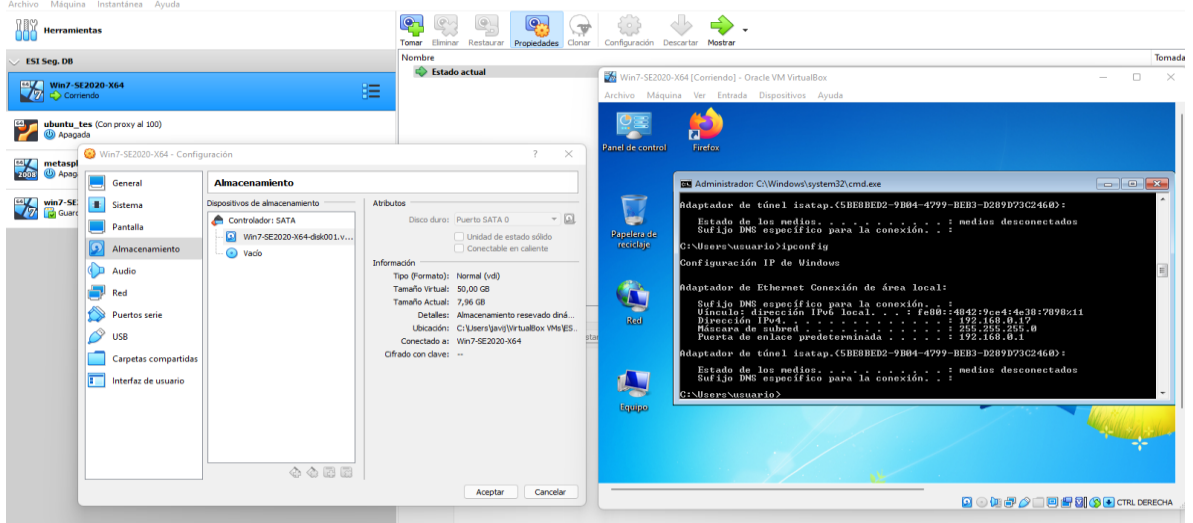 Archivo Máquina Instantánea Ayuda
Herramientas
Tomar Eliminar Restaurar Propiedades Clonar Configuración Descartar Mostrar
ESI Seg. DB
Nombre Tomada
Estado actual
Win7-SE2020-X64
Corriendo
ubuntu_tes (Con proxy al 100)
Apagada
metaspl
Apag
win7-SE
Guard
Win7-SE2020-X64 - Configuración
General
Sistema
Pantalla
Almacenamiento
Audio
Red
Puertos serie
USB
Carpetas compartidas
Interfaz de usuario
Almacenamiento
Dispositivos de almacenamiento
Controlador: SATA
Win7-SE2020-X64-disk001.v...
Vacío
Atributos
Disco duro: Puerto SATA 0
Unidad de estado sólido
Conectable en caliente
Información
Tipo (Formato): Normal (vdi)
Tamaño Virtual: 50,00 GB
Tamaño Actual: 7,96 GB
Detalles: Almacenamiento resevado diná...
Ubicación: C:\Users\javij\VirtualBox VMs\ES...
Conectado a: Win7-SE2020-X64
Cifrado con clave: --
Aceptar Cancelar
Win7-SE2020-X64 [Corriendo] - Oracle VM VirtualBox
Archivo Máquina Ver Entrada Dispositivos Ayuda
Panel de control
Firefox
Papelera de
reciclaje
Red
Equipo
Administrador: C:\Windows\system32\cmd.exe
Adaptador de túnel isatap.{5BE8BED2-9B04-4799-BEB3-D289D73C2460}:
Estado de los medios. . . . . . . . . . . : medios desconectados
Sufijo DNS específico para la conexión. . :
C:\Users\usuario>ipconfig
Configuración IP de Windows
Adaptador de Ethernet Conexión de área local:
Sufijo DNS específico para la conexión. . :
Vínculo: dirección IPv6 local. . . : fe80::4842:9ce4:4e38:7898%11
Dirección IPv4. . . . . . . . . . . . . . : 192.168.0.17
Máscara de subred . . . . . . . . . . . . : 255.255.255.0
Puerta de enlace predeterminada . . . . . : 192.168.0.1
Adaptador de túnel isatap.{5BE8BED2-9B04-4799-BEB3-D289D73C2460}:
Estado de los medios. . . . . . . . . . . : medios desconectados
Sufijo DNS específico para la conexión. . :
C:\Users\usuario>
CTRL DERECHA